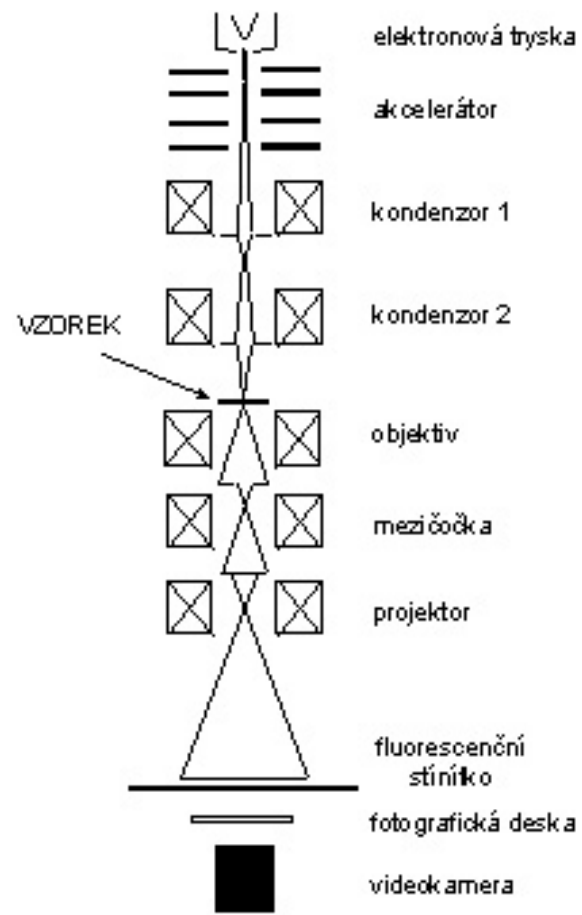 elektronová tryska
akcelerátor
kondenzor 1
kondenzor 2
VZOREK
objektiv
mezičočka
projektor
fluorescenční
stínítko
fotografická deska
videokamera